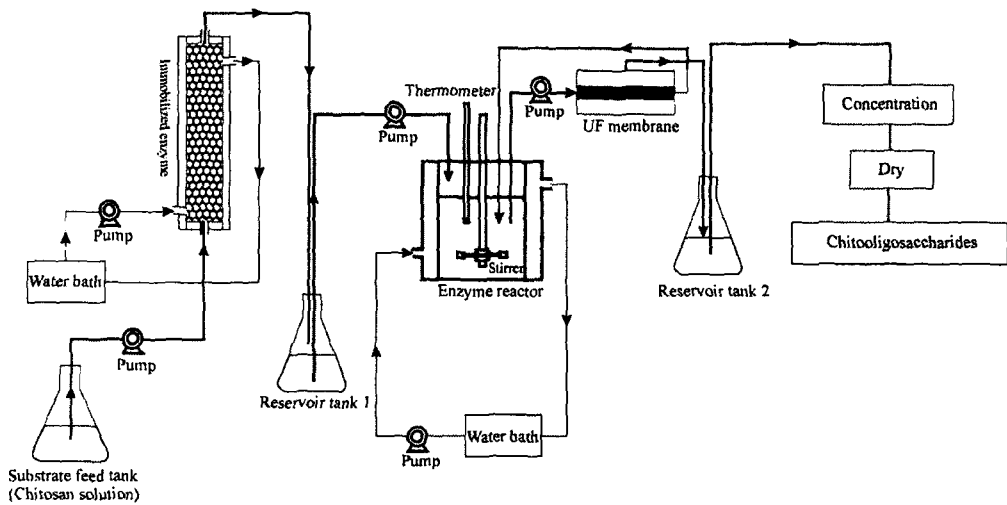 Immobilized enzyme
Pump
Water bath
Pump
Substrate feed tank
(Chitosan solution)
Reservoir tank 1
Pump
Thermometer
Stirrer
Enzyme reactor
Pump
Water bath
Pump
UF membrane
Reservoir tank 2
Concentration
Dry
Chitooligosaccharides